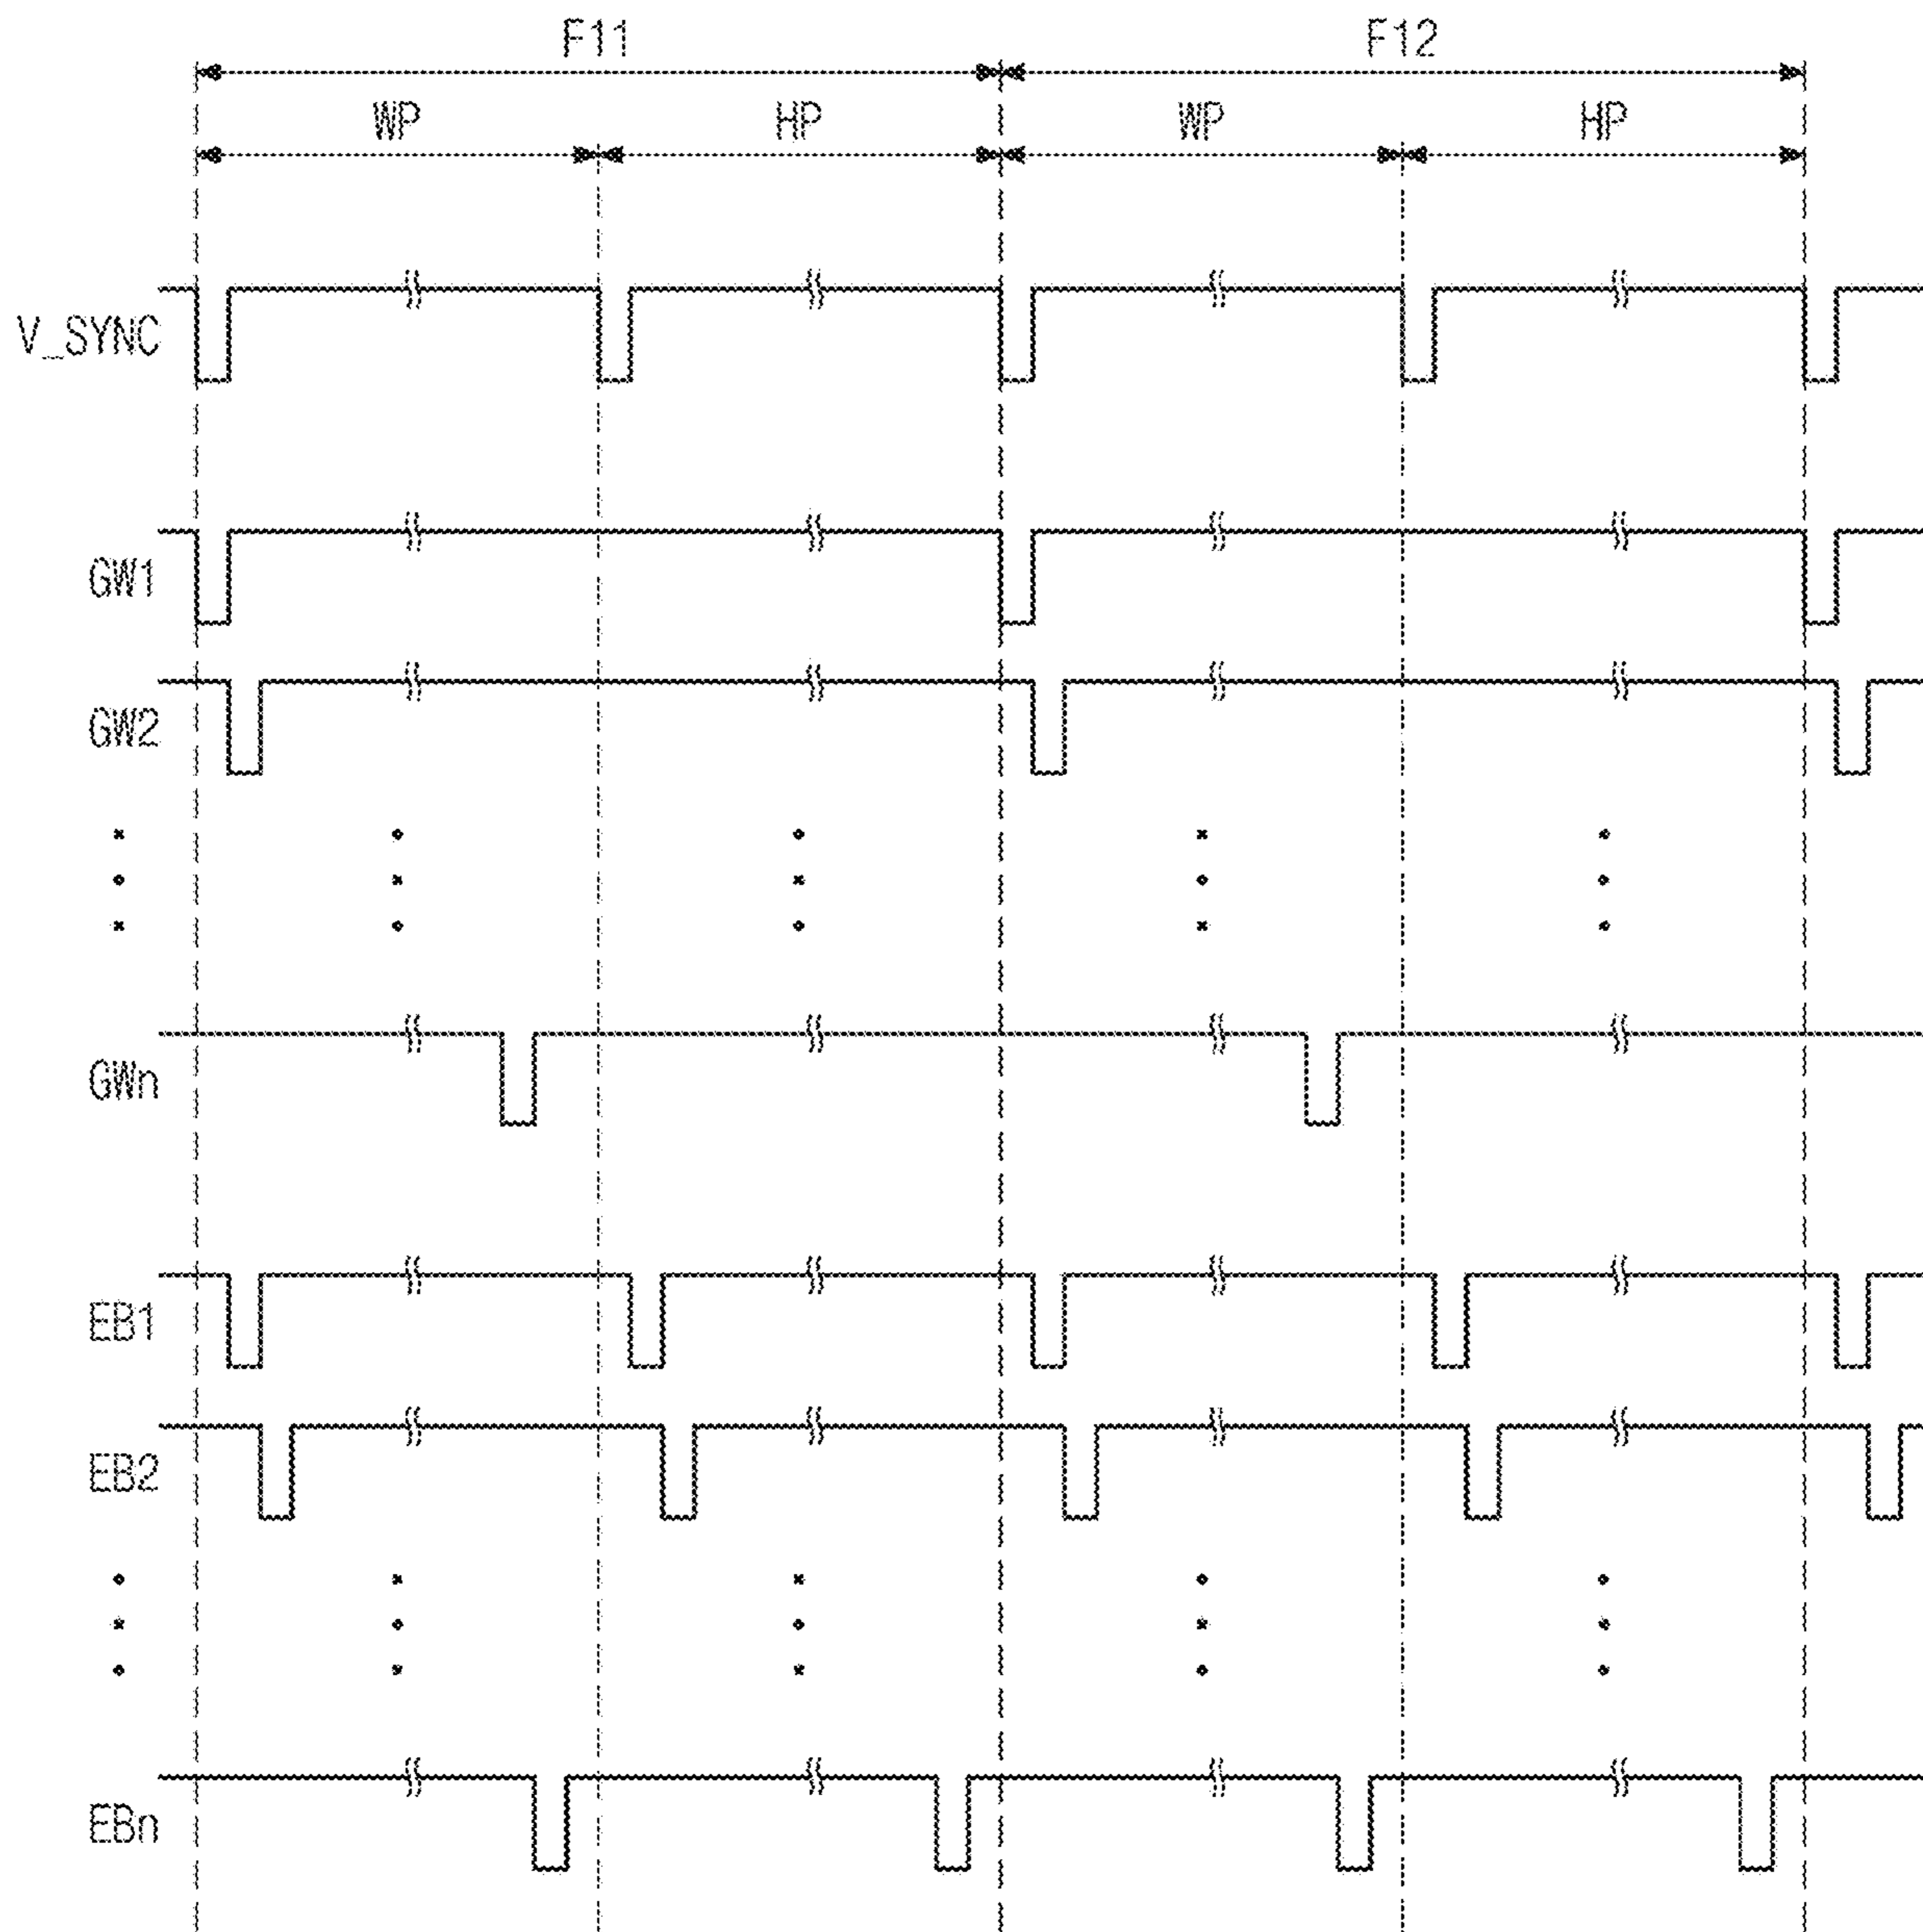 F11 F12
WP HP WP HP
V_SYNC
GW1
GW2
GWn
EB1
EB2
EBn